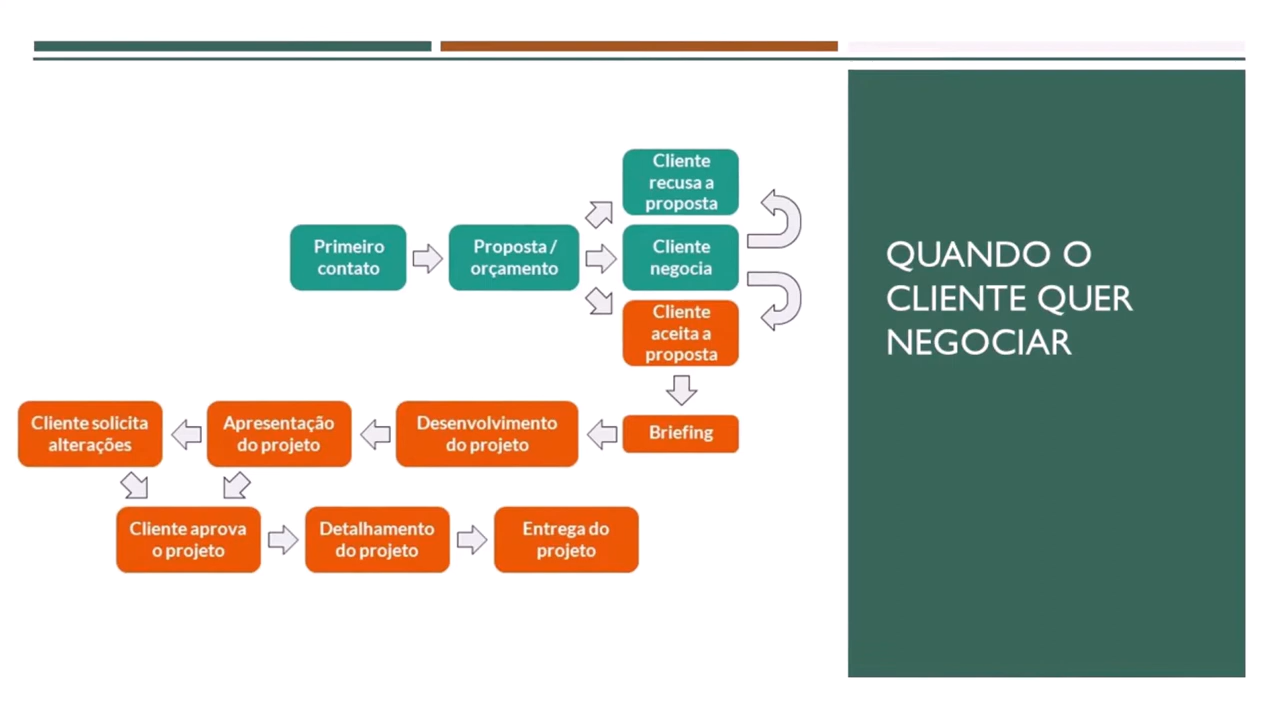 Cliente
recusa a
proposta
Primeiro
contato
Proposta /
orçamento
Cliente
negocia
Cliente
aceita a
proposta
Briefing
Desenvolvimento
do projeto
Apresentação
do projeto
Cliente solicita
alterações
Cliente aprova
o projeto
Detalhamento
do projeto
Entrega do
projeto
QUANDO O
CLIENTE QUER
NEGOCIAR